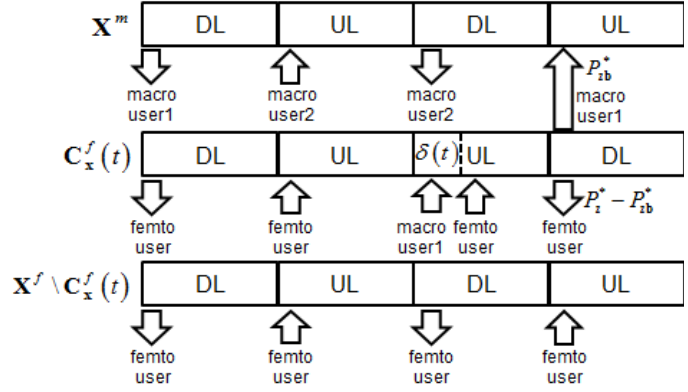 X^m DL UL DL UL
P*_zb
macro user1 macro user2 macro user2 macro user1
C^f_x(t) DL UL δ(t) UL DL
P*_z − P*_zb
femto user femto user macro user1 femto user femto user
X^f \ C^f_x(t) DL UL DL UL
femto user femto user femto user femto user